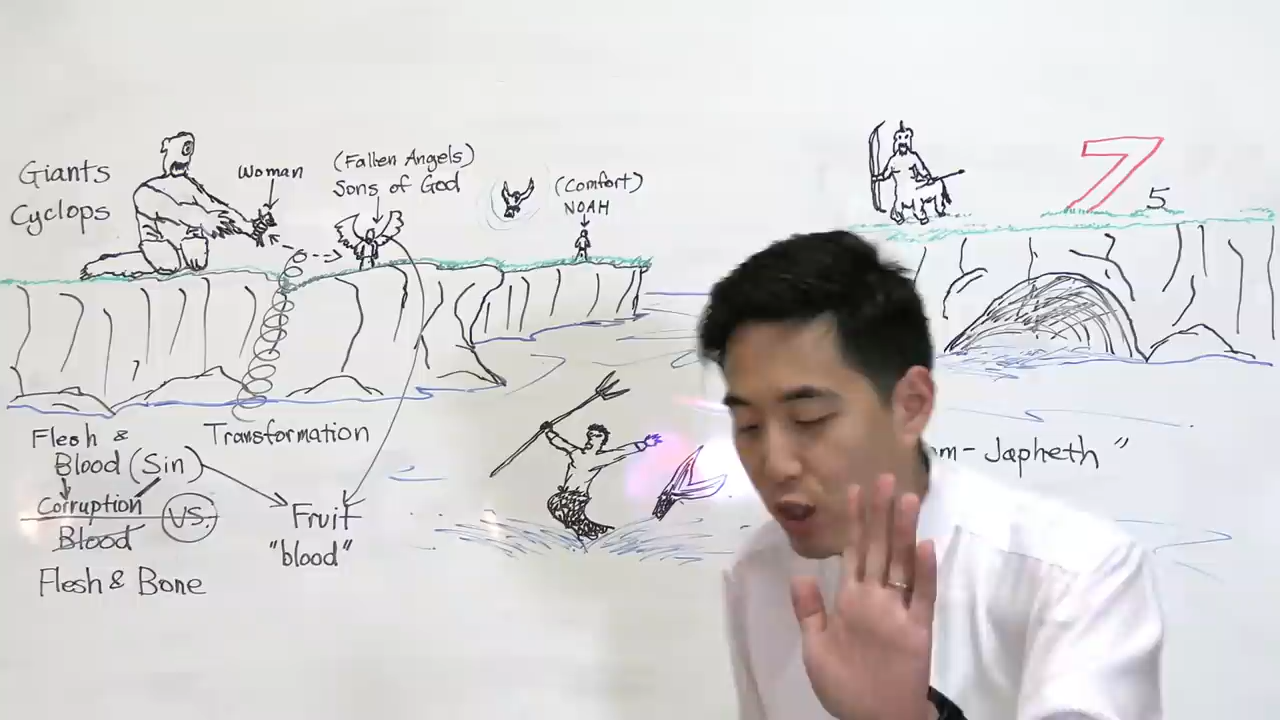 Giants
Cyclops
Woman
(Fallen Angels)
Sons of God
(Comfort)
NOAH
7
5
Flesh &
Blood (Sin)
Corruption
Blood
VS.
Flesh & Bone
Transformation
Fruit
"blood"
Japheth"